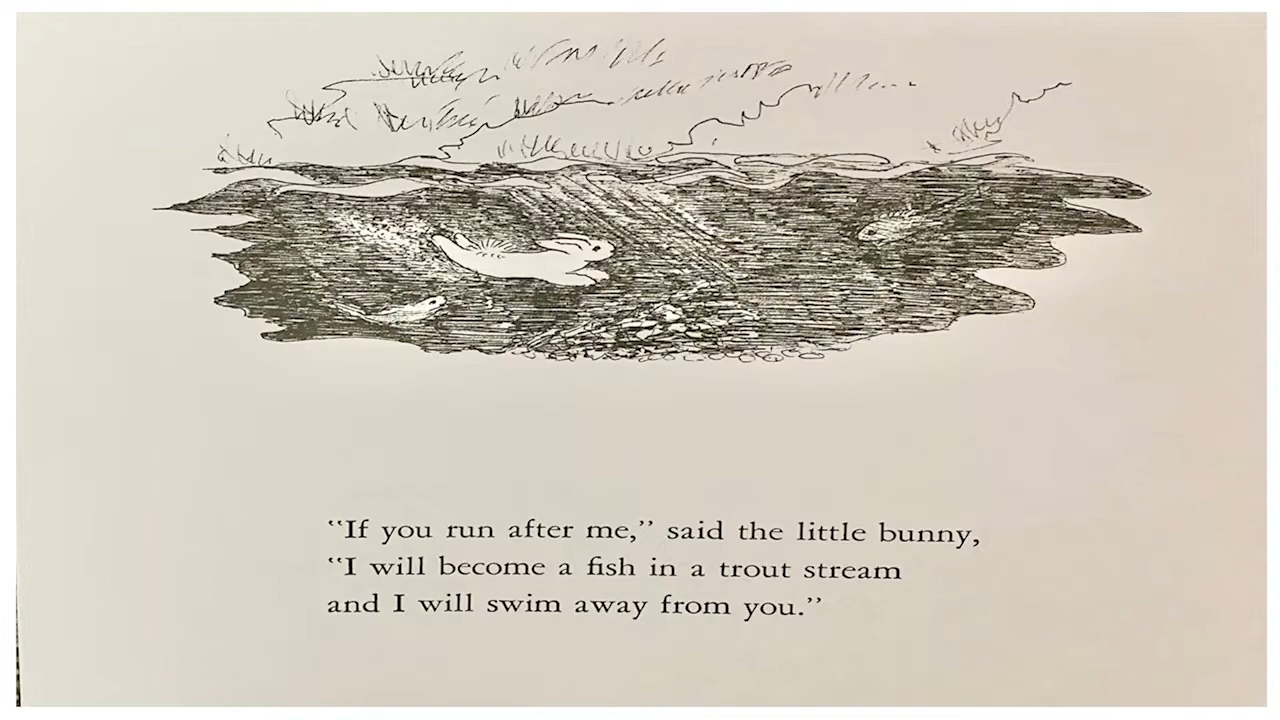 “If you run after me,” said the little bunny,
“I will become a fish in a trout stream
and I will swim away from you.”